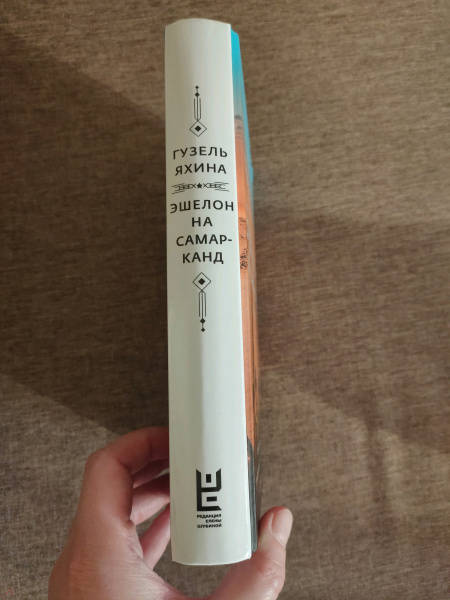 ГУЗЕЛЬ
ЯХИНА
ЭШЕЛОН
НА
САМАР-
КАНД
РЕДАКЦИЯ
ЕЛЕНЫ
ШУБИНОЙ